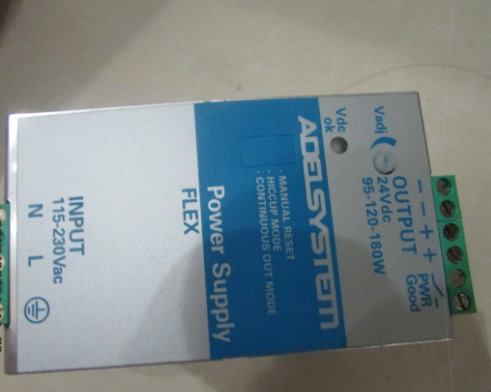 Vadj
OUTPUT
24Vdc
95-120-180W
- - + +
PWR
Good
Vdc
ok
ADELSYSTEM
· MANUAL RESET
· HICCUP MODE
· CONTINUOUS OUT MODE
Power Supply
FLEX
INPUT
115-230Vac
N L